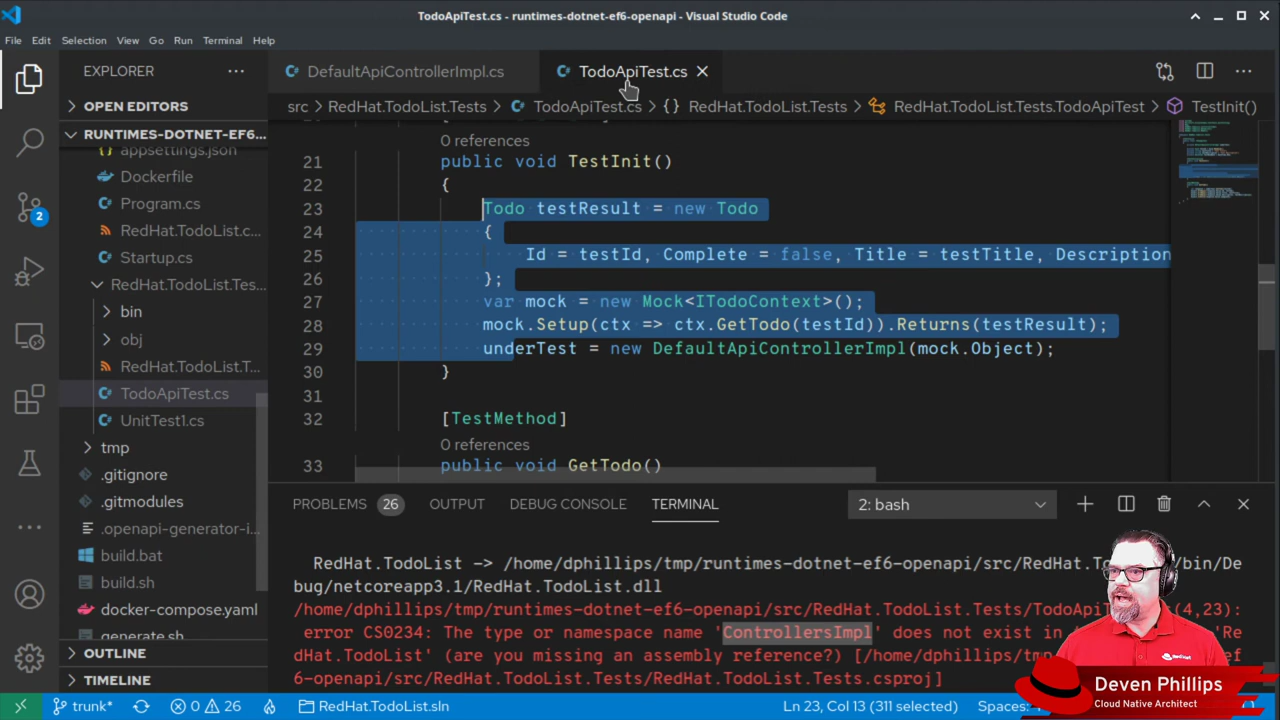 TodoApiTest.cs - runtimes-dotnet-ef6-openapi - Visual Studio Code
File Edit Selection View Go Run Terminal Help
EXPLORER
DefaultApiControllerImpl.cs
TodoApiTest.cs
OPEN EDITORS
src > RedHat.TodoList.Tests > TodoApiTest.cs > {} RedHat.TodoList.Tests > RedHat.TodoList.Tests.TodoApiTest > TestInit()
RUNTIMES-DOTNET-EF6...
appsettings.json
Dockerfile
Program.cs
RedHat.TodoList.c...
Startup.cs
RedHat.TodoList.Tes...
bin
obj
RedHat.TodoList.T...
TodoApiTest.cs
UnitTest1.cs
tmp
.gitignore
.gitmodules
.openapi-generator-i...
build.bat
build.sh
docker-compose.yaml
generate.sh
OUTLINE
TIMELINE
23
0 references
21 public void TestInit()
22 {
23 Todo testResult = new Todo
24 {
25 Id = testId, Complete = false, Title = testTitle, Description
26 };
27 var mock = new Mock<ITodoContext>();
28 mock.Setup(ctx => ctx.GetTodo(testId)).Returns(testResult);
29 underTest = new DefaultApiControllerImpl(mock.Object);
30 }
31
32 [TestMethod]
0 references
33 public void GetTodo()
PROBLEMS 26 OUTPUT DEBUG CONSOLE TERMINAL 2: bash
RedHat.TodoList -> /home/dphillips/tmp/runtimes-dotnet-ef6-openapi/src/RedHat.To /bin/De
bug/netcoreapp3.1/RedHat.TodoList.dll
/home/dphillips/tmp/runtimes-dotnet-ef6-openapi/src/RedHat.TodoList.Tests/TodoAp (4,23):
error CS0234: The type or namespace name 'ControllersImpl' does not exist in 'Re
dHat.TodoList' (are you missing an assembly reference?) [/home/dphillips/tmp
6-openapi/src/RedHat.TodoList.Tests/RedHat.TodoList.Tests.csproj]
Deven Phillips
Cloud Native Architect
trunk* 0 26 RedHat.TodoList.sln Ln 23, Col 13 (311 selected) Spaces: